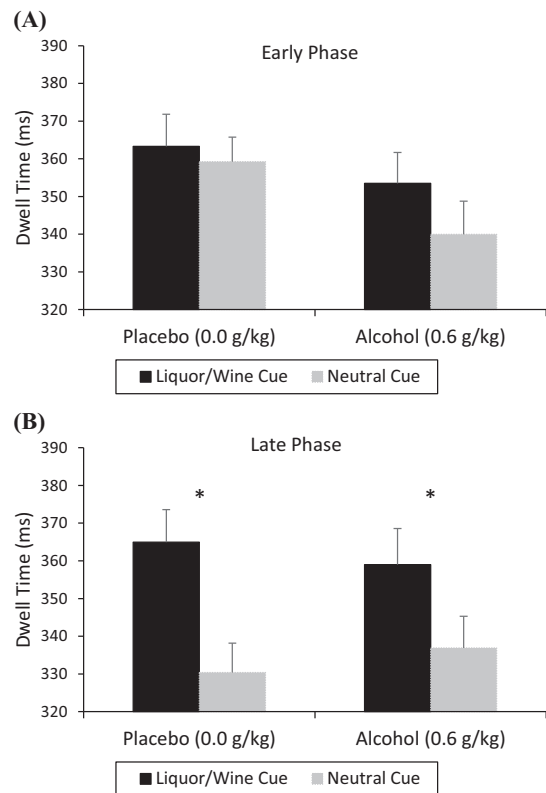 (A)
Early Phase
Dwell Time (ms)
390
380
370
360
350
340
330
320
Placebo (0.0 g/kg) Alcohol (0.6 g/kg)
Liquor/Wine Cue Neutral Cue
(B)
Late Phase
Dwell Time (ms)
390
380
370
360
350
340
330
320
* *
Placebo (0.0 g/kg) Alcohol (0.6 g/kg)
Liquor/Wine Cue Neutral Cue